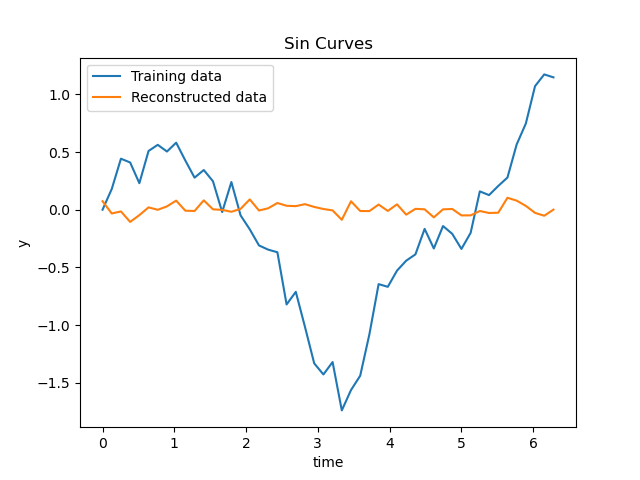 Sin Curves
Training data
Reconstructed data
1.0
0.5
0.0
−0.5
−1.0
−1.5
y
0 1 2 3 4 5 6
time